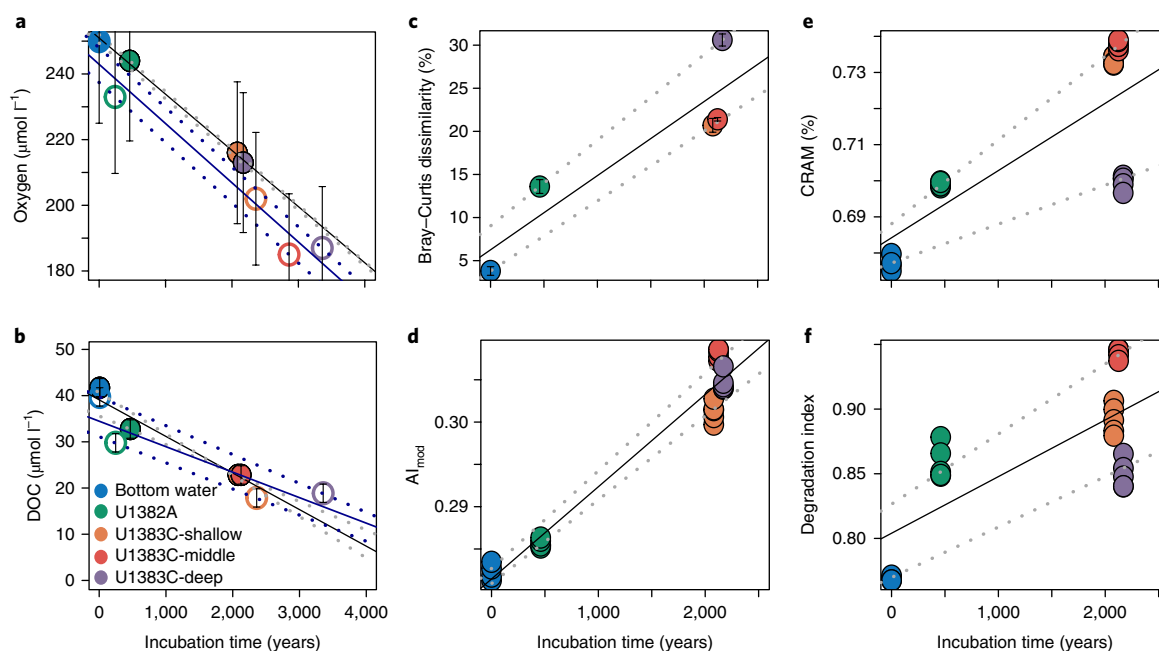 a
240
220
200
180
Oxygen (μmol l⁻¹)
b
50
40
30
20
10
0
DOC (μmol l⁻¹)
Bottom water
U1382A
U1383C-shallow
U1383C-middle
U1383C-deep
0 1,000 2,000 3,000 4,000
Incubation time (years)
c
30
25
20
15
10
5
Bray–Curtis dissimilarity (%)
d
0.30
0.29
AImod
0 1,000 2,000
Incubation time (years)
e
0.73
0.71
0.69
CRAM (%)
f
0.90
0.85
0.80
Degradation index
0 1,000 2,000
Incubation time (years)